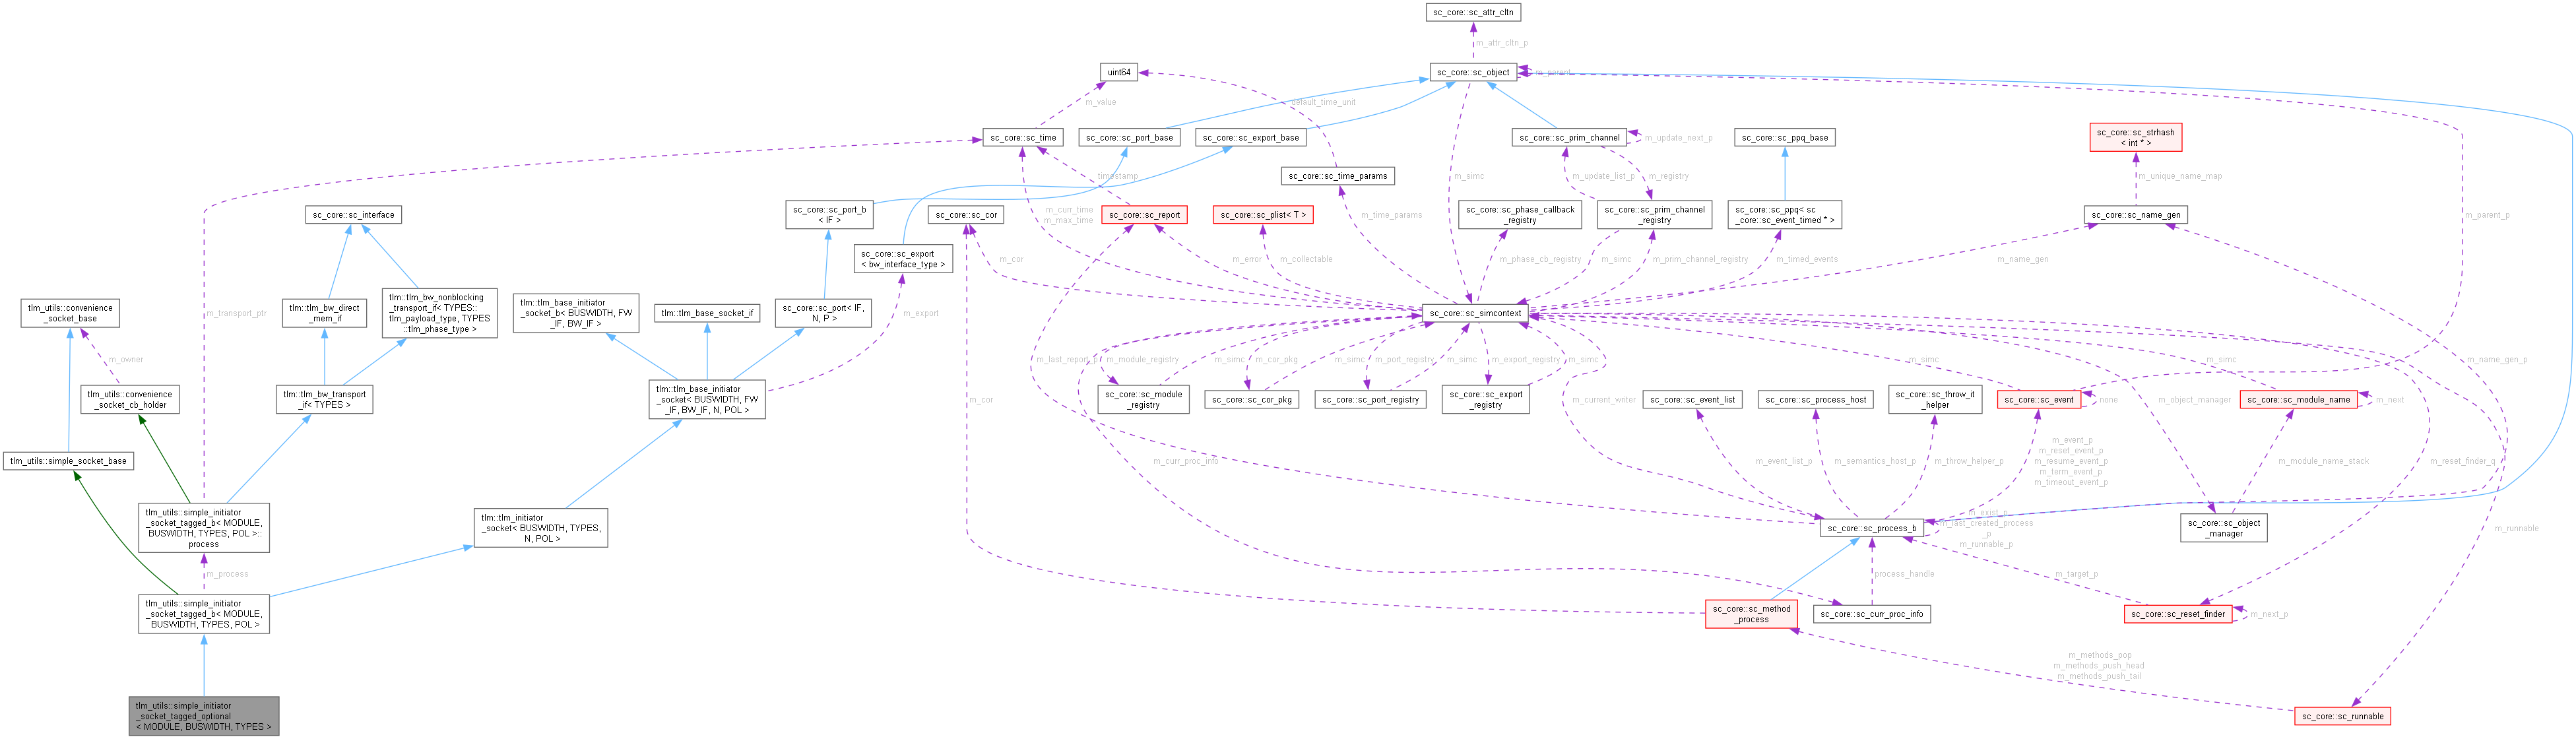 sc_core::sc_attr_cltn
m_attr_cltn_p
uint64
sc_core::sc_object
m_parent
m_value
default_time_unit
sc_core::sc_time
sc_core::sc_port_base
sc_core::sc_export_base
sc_core::sc_prim_channel
m_update_next_p
sc_core::sc_ppq_base
sc_core::sc_strhash
< int * >
timestamp
sc_core::sc_time_params
m_simc
m_update_list_p
m_registry
m_unique_name_map
sc_core::sc_interface
sc_core::sc_port_b
< IF >
sc_core::sc_cor
m_curr_time
m_max_time
sc_core::sc_report
sc_core::sc_plist< T >
m_time_params
sc_core::sc_phase_callback
_registry
sc_core::sc_prim_channel
_registry
sc_core::sc_ppq< sc
_core::sc_event_timed * >
m_parent_p
sc_core::sc_name_gen
sc_core::sc_export
< bw_interface_type >
m_cor
m_error
m_collectable
m_phase_cb_registry
m_simc
m_prim_channel_registry
m_timed_events
m_name_gen
tlm_utils::convenience
_socket_base
m_transport_ptr
tlm::tlm_bw_direct
_mem_if
tlm::tlm_bw_nonblocking
_transport_if< TYPES::
tlm_payload_type, TYPES
::tlm_phase_type >
tlm::tlm_base_initiator
_socket_b< BUSWIDTH, FW
_IF, BW_IF >
tlm::tlm_base_socket_if
sc_core::sc_port< IF,
N, P >
m_export
sc_core::sc_simcontext
m_owner
m_last_report_p
m_module_registry
m_simc
m_cor_pkg
m_simc
m_port_registry
m_simc
m_export_registry
m_simc
m_simc
m_simc
m_name_gen_p
tlm_utils::convenience
_socket_cb_holder
tlm::tlm_bw_transport
_if< TYPES >
tlm::tlm_base_initiator
_socket< BUSWIDTH, FW
_IF, BW_IF, N, POL >
m_cor
sc_core::sc_module
_registry
sc_core::sc_cor_pkg
sc_core::sc_port_registry
sc_core::sc_export
_registry
m_current_writer
sc_core::sc_event_list
sc_core::sc_process_host
sc_core::sc_throw_it
_helper
sc_core::sc_event
none
m_object_manager
sc_core::sc_module_name
m_next
tlm_utils::simple_socket_base
m_curr_proc_info
m_event_list_p
m_semantics_host_p
m_throw_helper_p
m_event_p
m_reset_event_p
m_resume_event_p
m_term_event_p
m_timeout_event_p
m_module_name_stack
m_reset_finder_q
tlm_utils::simple_initiator
_socket_tagged_b< MODULE,
BUSWIDTH, TYPES, POL >::
process
tlm::tlm_initiator
_socket< BUSWIDTH, TYPES,
N, POL >
sc_core::sc_process_b
m_exist_p
m_last_created_process
_p
m_runnable_p
sc_core::sc_object
_manager
m_runnable
m_process
process_handle
m_target_p
tlm_utils::simple_initiator
_socket_tagged_b< MODULE,
BUSWIDTH, TYPES, POL >
sc_core::sc_method
_process
sc_core::sc_curr_proc_info
sc_core::sc_reset_finder
m_next_p
m_methods_pop
m_methods_push_head
m_methods_push_tail
tlm_utils::simple_initiator
_socket_tagged_optional
< MODULE, BUSWIDTH, TYPES >
sc_core::sc_runnable